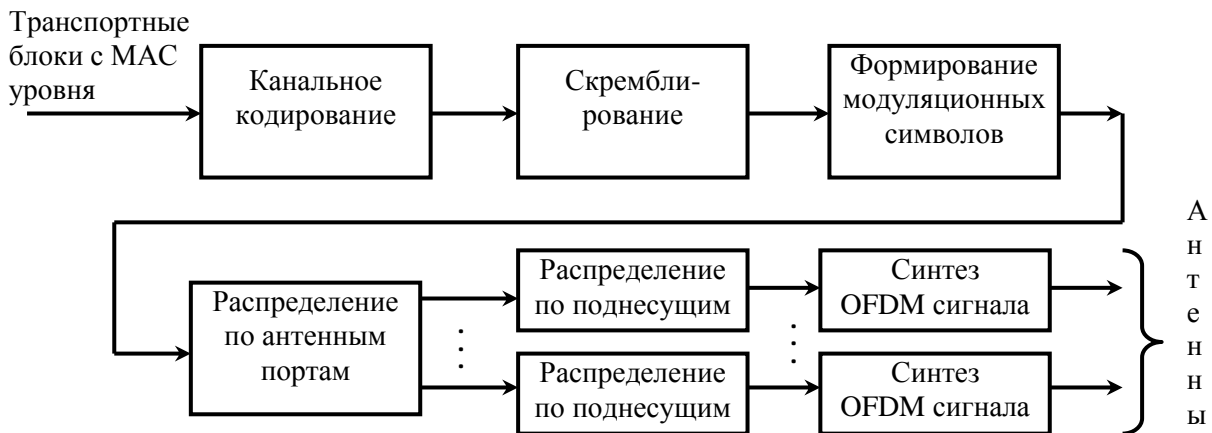 Транспортные
блоки с МАС
уровня
Канальное
кодирование
Скрембли-
рование
Формирование
модуляционных
символов
Распределение
по антенным
портам
Распределение
по поднесущим
Синтез
OFDM сигнала
Распределение
по поднесущим
Синтез
OFDM сигнала
А
н
т
е
н
н
ы